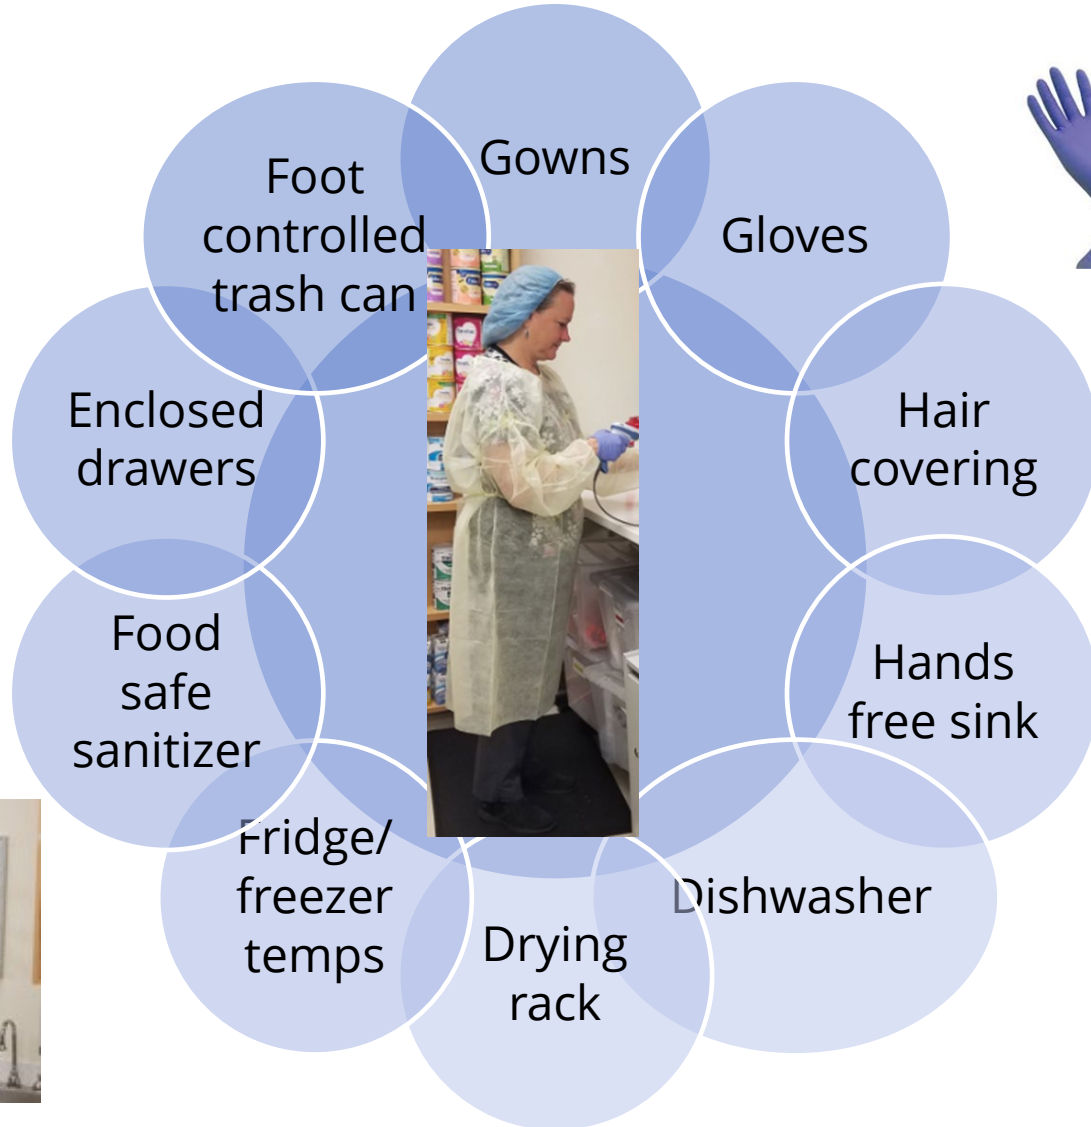 Gowns
Gloves
Hair
covering
Hands
free sink
Dishwasher
Drying
rack
Fridge/
freezer
temps
Food
safe
sanitizer
Enclosed
drawers
Foot
controlled
trash can